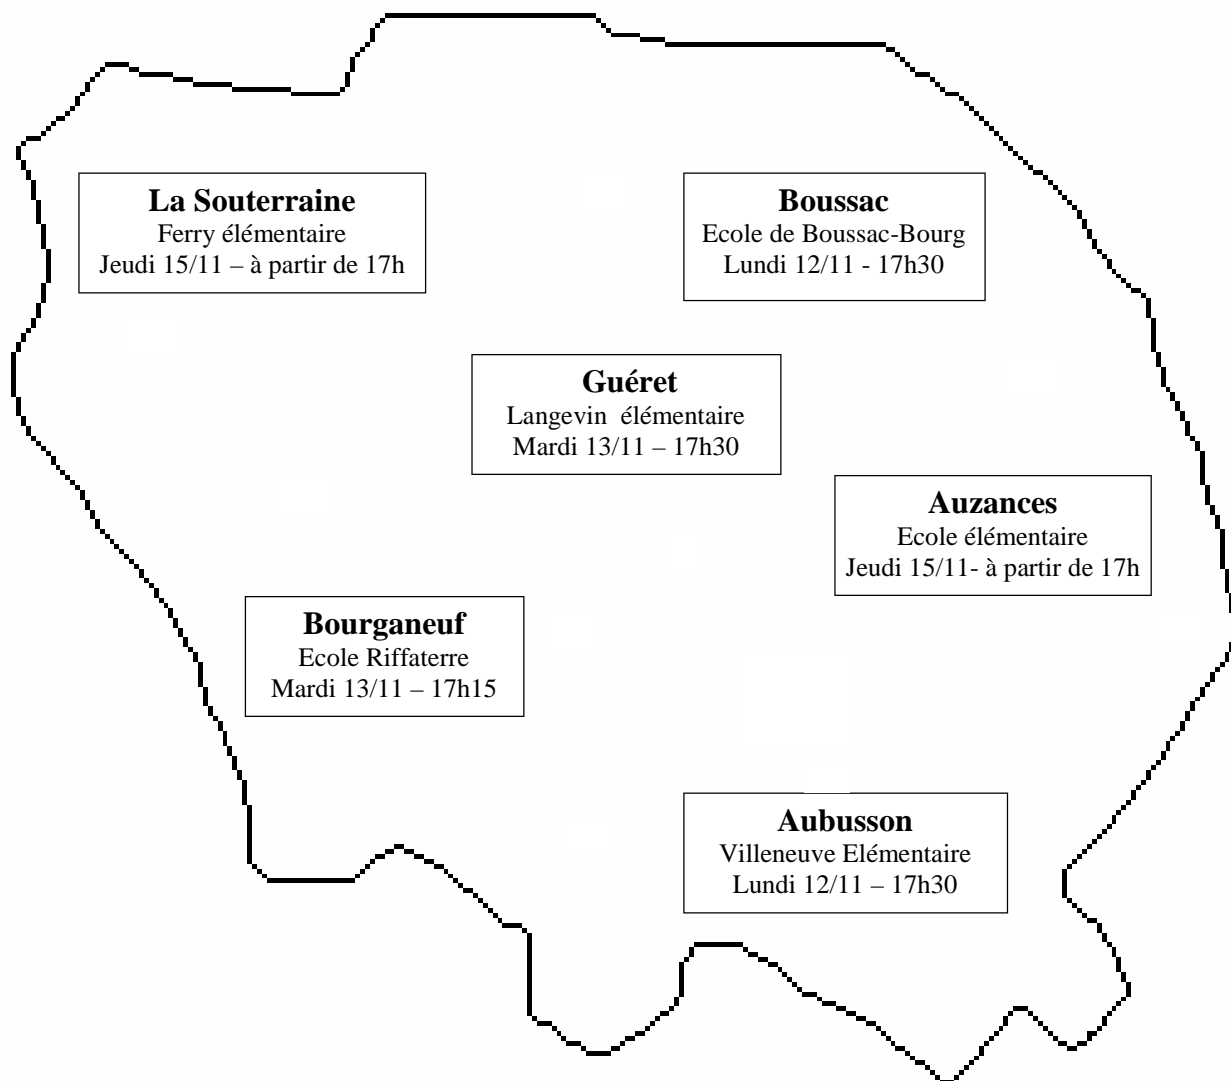 La Souterraine
Ferry élémentaire
Jeudi 15/11 – à partir de 17h
Boussac
Ecole de Boussac-Bourg
Lundi 12/11 - 17h30
Guéret
Langevin élémentaire
Mardi 13/11 – 17h30
Auzances
Ecole élémentaire
Jeudi 15/11- à partir de 17h
Bourganeuf
Ecole Riffaterre
Mardi 13/11 – 17h15
Aubusson
Villeneuve Elémentaire
Lundi 12/11 – 17h30